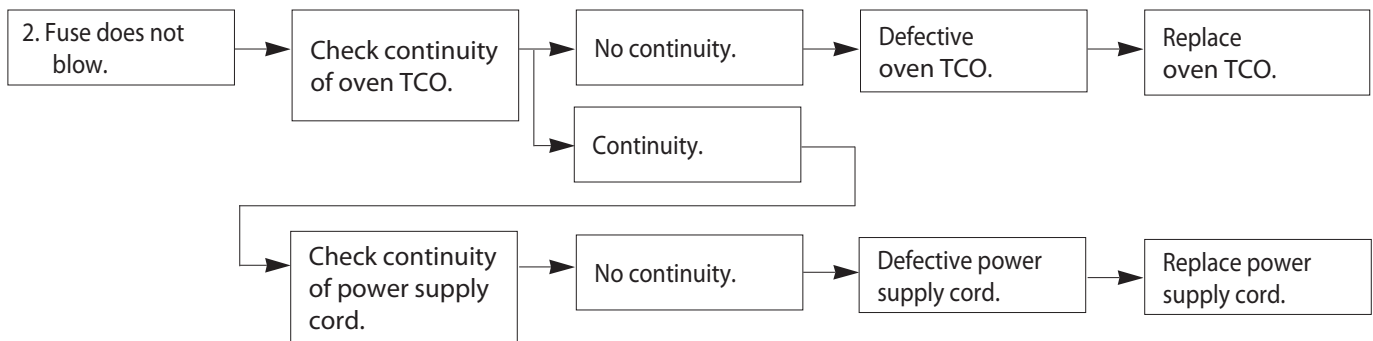 2. Fuse does not
blow.
Check continuity
of oven TCO.
No continuity.
Defective
oven TCO.
Replace
oven TCO.
Continuity.
Check continuity
of power supply
cord.
No continuity.
Defective power
supply cord.
Replace power
supply cord.